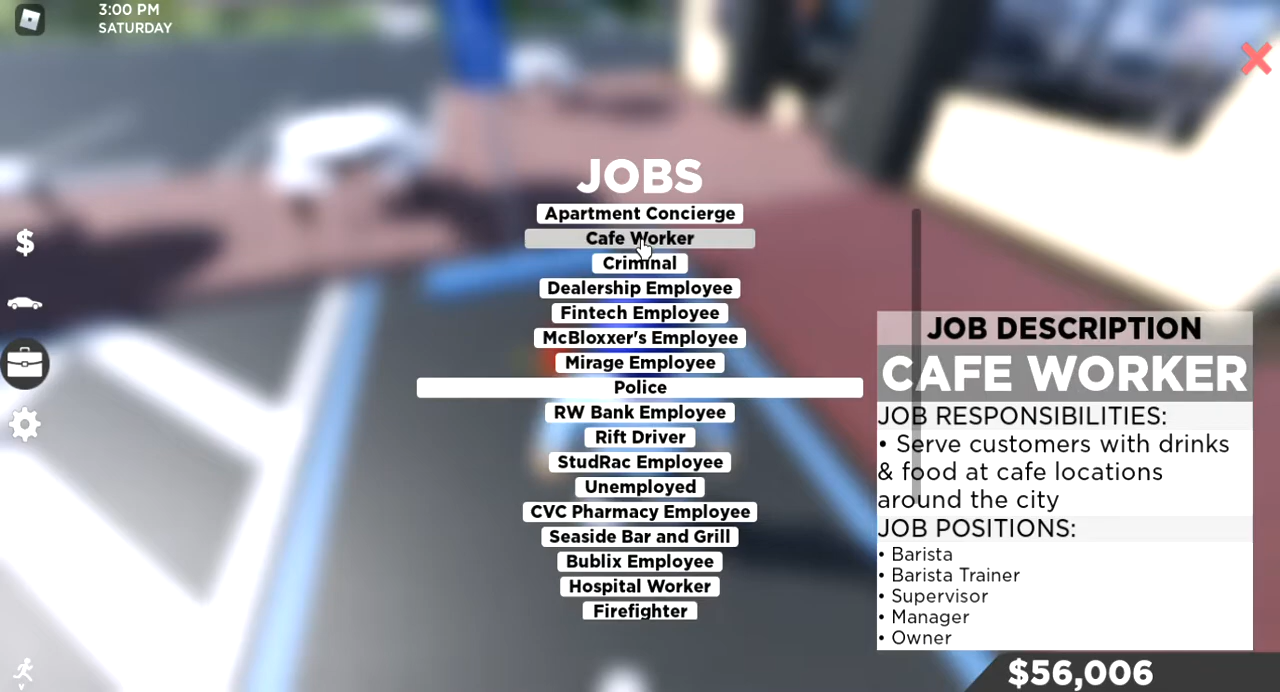 3:00 PM
SATURDAY
JOBS
Apartment Concierge
Cafe Worker
Criminal
Dealership Employee
Fintech Employee
McBloxxer's Employee
Mirage Employee
Police
RW Bank Employee
Rift Driver
StudRac Employee
Unemployed
CVC Pharmacy Employee
Seaside Bar and Grill
Bublix Employee
Hospital Worker
Firefighter
$
JOB DESCRIPTION
CAFE WORKER
JOB RESPONSIBILITIES:
• Serve customers with drinks
& food at cafe locations
around the city
JOB POSITIONS:
• Barista
• Barista Trainer
• Supervisor
• Manager
• Owner
$56,006
v